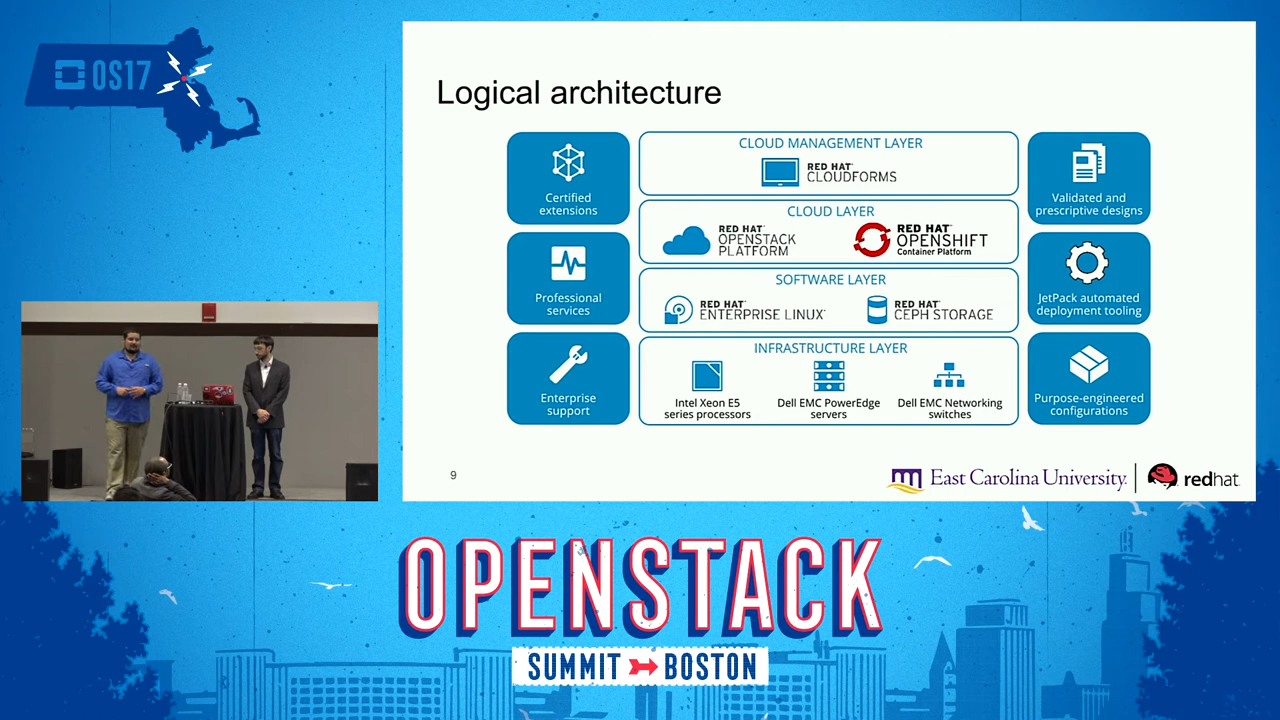 OS17
Logical architecture
Certified
extensions
Professional
services
Enterprise
support
CLOUD MANAGEMENT LAYER
RED HAT®
CLOUDFORMS
CLOUD LAYER
RED HAT®
OPENSTACK
PLATFORM
RED HAT®
OPENSHIFT
Container Platform
SOFTWARE LAYER
RED HAT®
ENTERPRISE LINUX®
RED HAT®
CEPH STORAGE
INFRASTRUCTURE LAYER
Intel Xeon E5
series processors
Dell EMC PowerEdge
servers
Dell EMC Networking
switches
Validated and
prescriptive designs
JetPack automated
deployment tooling
Purpose-engineered
configurations
9
East Carolina University.
redhat.
OPENSTACK
SUMMIT BOSTON